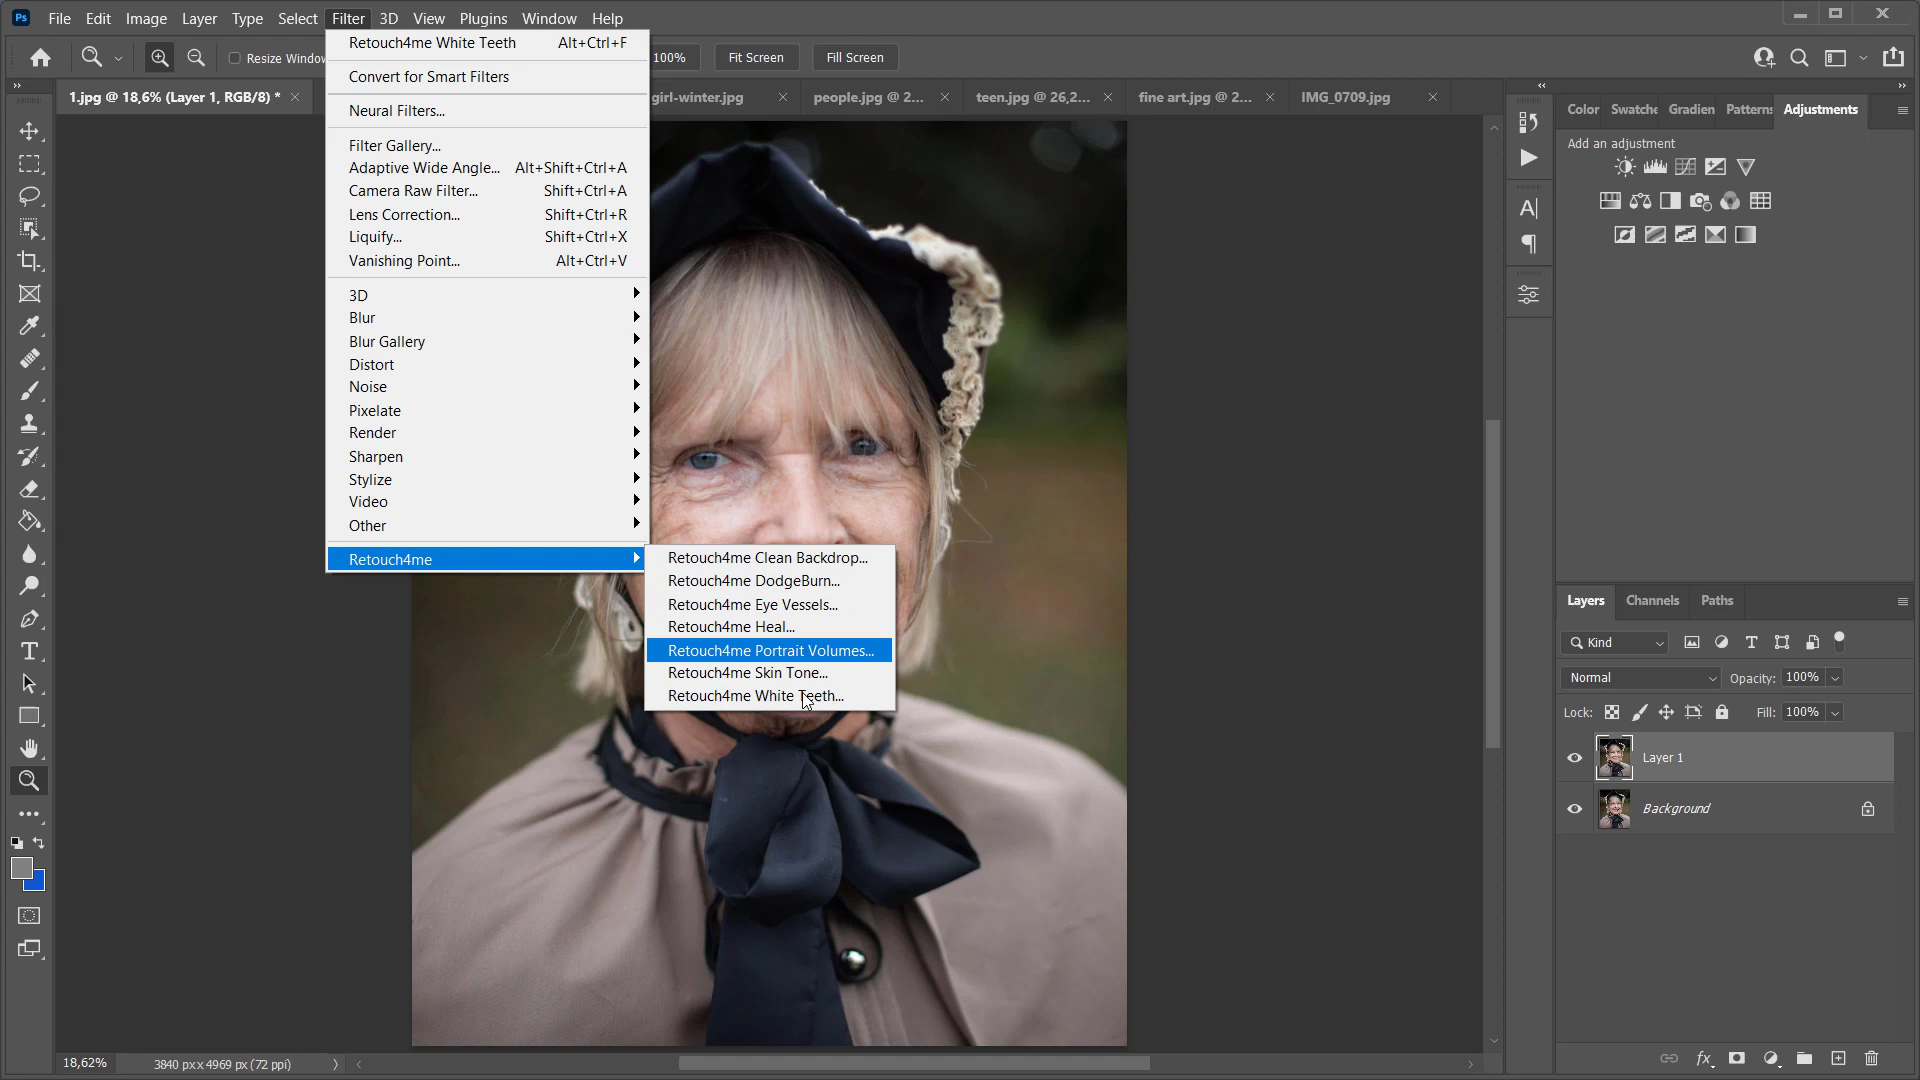 Ps File Edit Image Layer Type Select Filter 3D View Plugins Window Help
Resize Window 100% Fit Screen Fill Screen
1.jpg @ 18,6% (Layer 1, RGB/8) *
girl-winter.jpg
people.jpg @ 2...
teen.jpg @ 26,2...
fine art.jpg @ 2...
IMG_0709.jpg
Retouch4me White Teeth Alt+Ctrl+F
Convert for Smart Filters
Neural Filters...
Filter Gallery...
Adaptive Wide Angle... Alt+Shift+Ctrl+A
Camera Raw Filter... Shift+Ctrl+A
Lens Correction... Shift+Ctrl+R
Liquify... Shift+Ctrl+X
Vanishing Point... Alt+Ctrl+V
3D
Blur
Blur Gallery
Distort
Noise
Pixelate
Render
Sharpen
Stylize
Video
Other
Retouch4me
Retouch4me Clean Backdrop...
Retouch4me DodgeBurn...
Retouch4me Eye Vessels...
Retouch4me Heal...
Retouch4me Portrait Volumes...
Retouch4me Skin Tone...
Retouch4me White Teeth...
Color Swatche Gradien Patterns Adjustments
Add an adjustment
Layers Channels Paths
Kind
Normal Opacity: 100%
Lock: Fill: 100%
Layer 1
Background
fx
18,62% 3840 px x 4969 px (72 ppi)